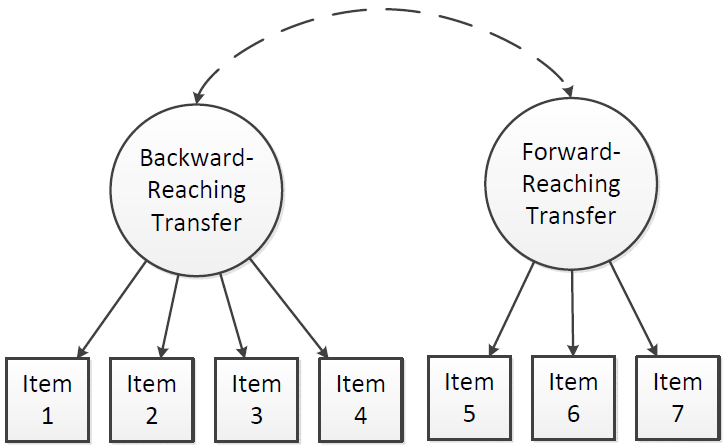 Backward-
Reaching
Transfer
Forward-
Reaching
Transfer
Item
1
Item
2
Item
3
Item
4
Item
5
Item
6
Item
7